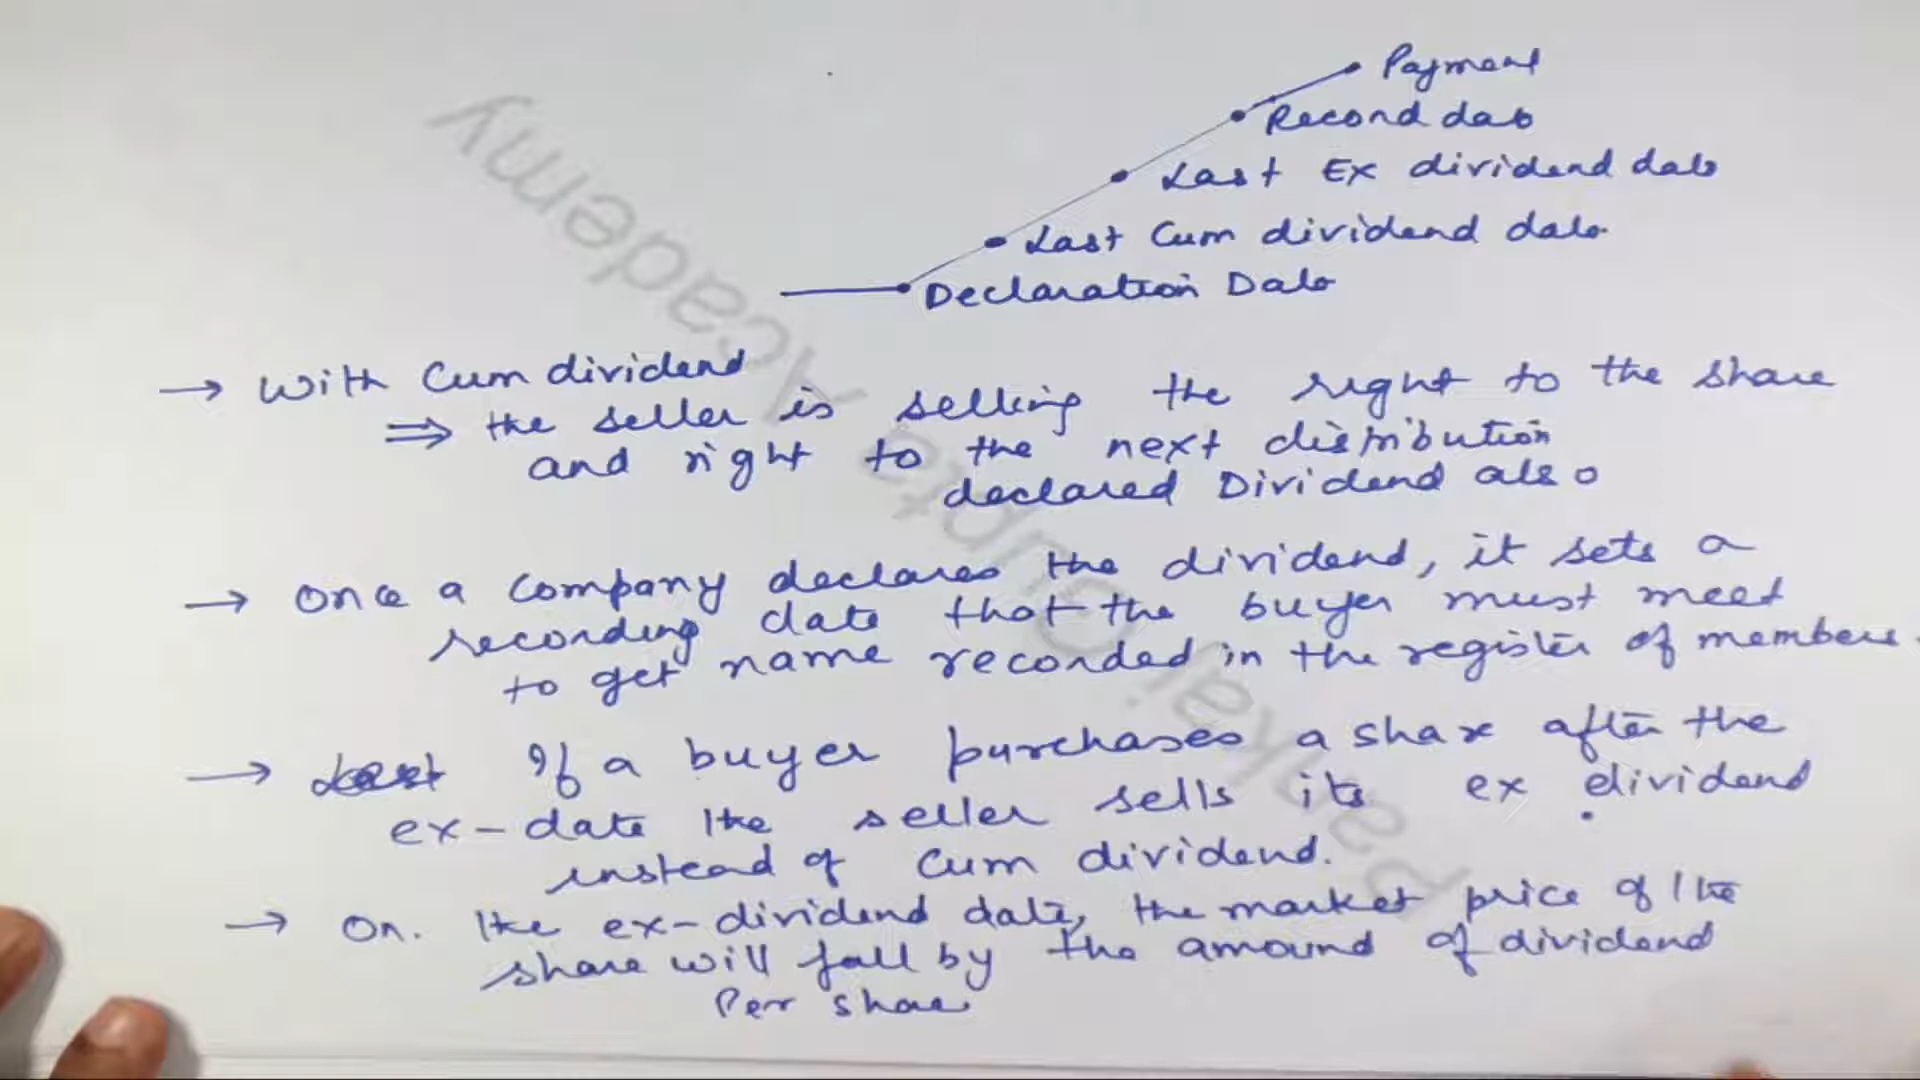 Payment
Record date
Last Ex dividend date
Last Cum dividend date
Declaration Date
→ With Cum dividend
⇒ the seller is selling the right to the share
and right to the next distribution
declared Dividend also
→ Once a company declares the dividend, it sets a
recording date that the buyer must meet
to get name recorded in the register of members.
→ If a buyer purchases a share after the
ex-date the seller sells its ex dividend
instead of Cum dividend.
→ On. the ex-dividend date, the market price of the
share will fall by the amound of dividend
Per share
Pankaj Gupta Academy